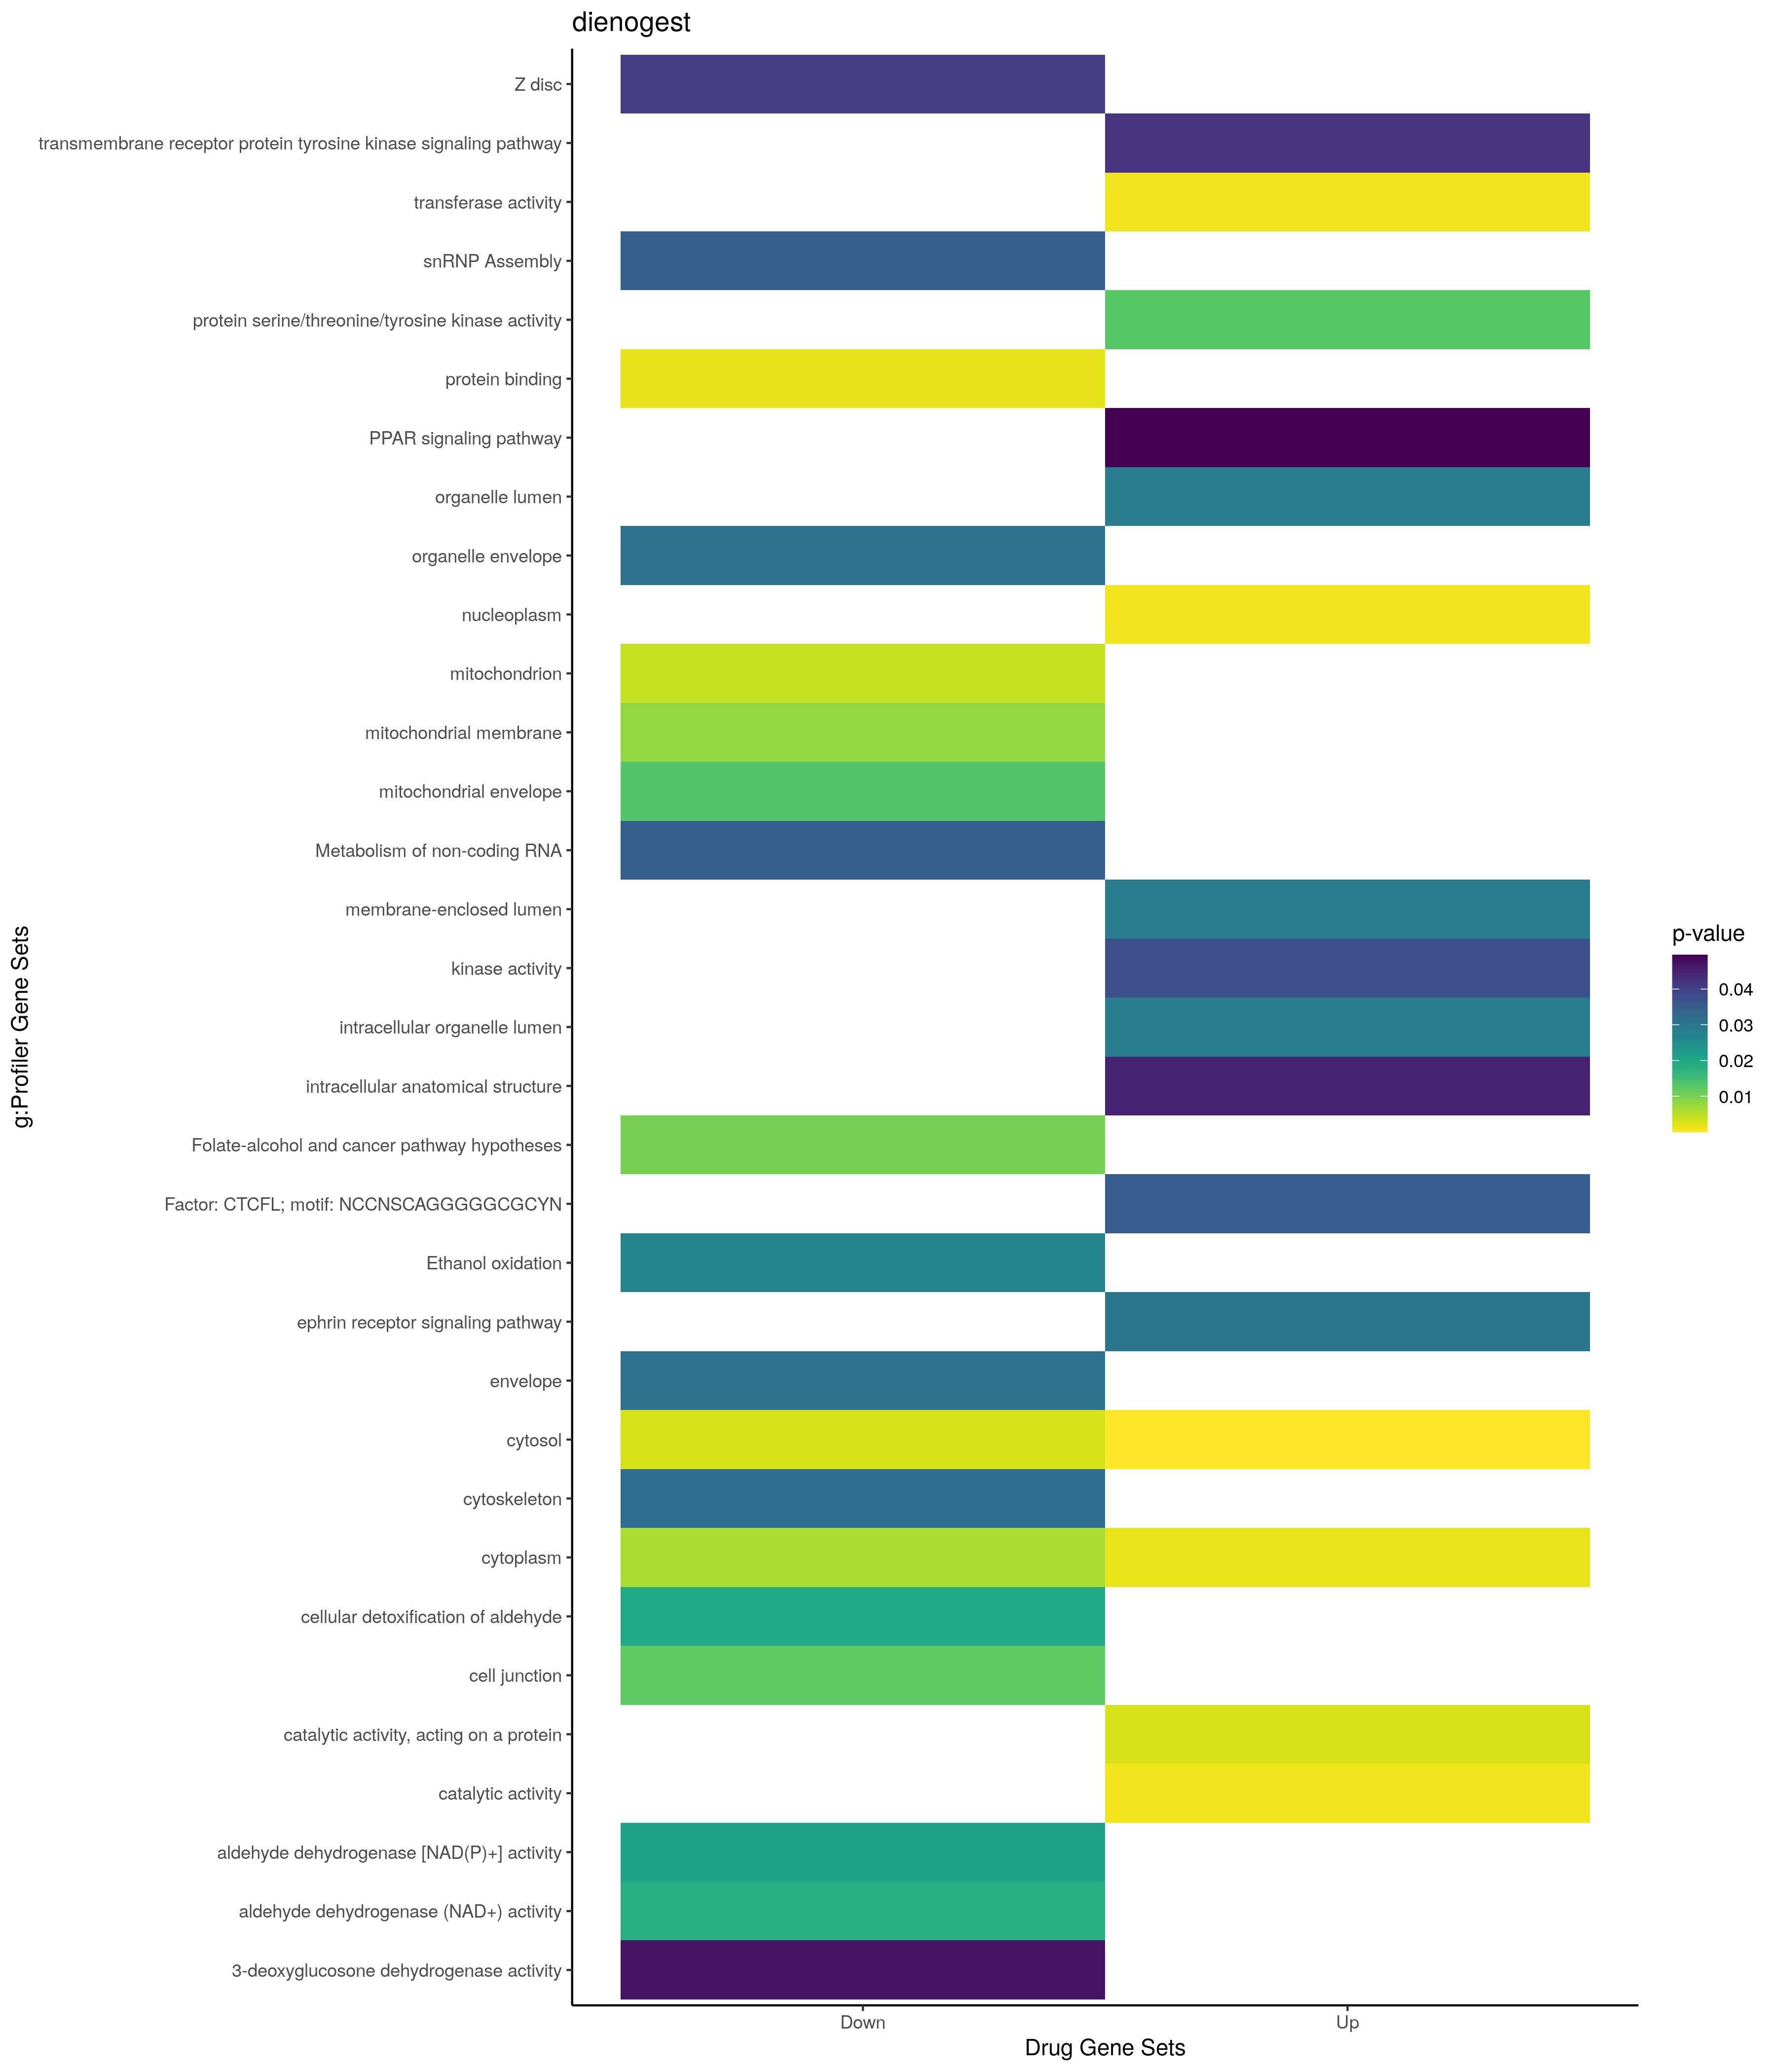 dienogest
Z disc
transmembrane receptor protein tyrosine kinase signaling pathway
transferase activity
snRNP Assembly
protein serine/threonine/tyrosine kinase activity
protein binding
PPAR signaling pathway
organelle lumen
organelle envelope
nucleoplasm
mitochondrion
mitochondrial membrane
mitochondrial envelope
Metabolism of non-coding RNA
membrane-enclosed lumen
kinase activity
intracellular organelle lumen
intracellular anatomical structure
Folate-alcohol and cancer pathway hypotheses
Factor: CTCFL; motif: NCCNSCAGGGGGCGCYN
Ethanol oxidation
ephrin receptor signaling pathway
envelope
cytosol
cytoskeleton
cytoplasm
cellular detoxification of aldehyde
cell junction
catalytic activity, acting on a protein
catalytic activity
aldehyde dehydrogenase [NAD(P)+] activity
aldehyde dehydrogenase (NAD+) activity
3-deoxyglucosone dehydrogenase activity
g:Profiler Gene Sets
Down
Up
Drug Gene Sets
p-value
0.04
0.03
0.02
0.01